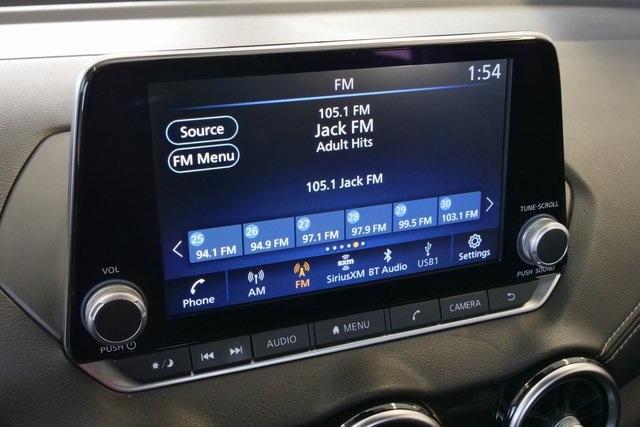 FM
1:54
105.1 FM
Jack FM
Adult Hits
Source
FM Menu
105.1 Jack FM
25 26 27 28 29 30
94.1 FM 94.9 FM 97.1 FM 97.9 FM 99.5 FM 103.1 FM
Phone AM FM SXM SiriusXM BT Audio USB1 Settings
VOL
PUSH
TUNE-SCROLL
PUSH SOUND
AUDIO MENU CAMERA